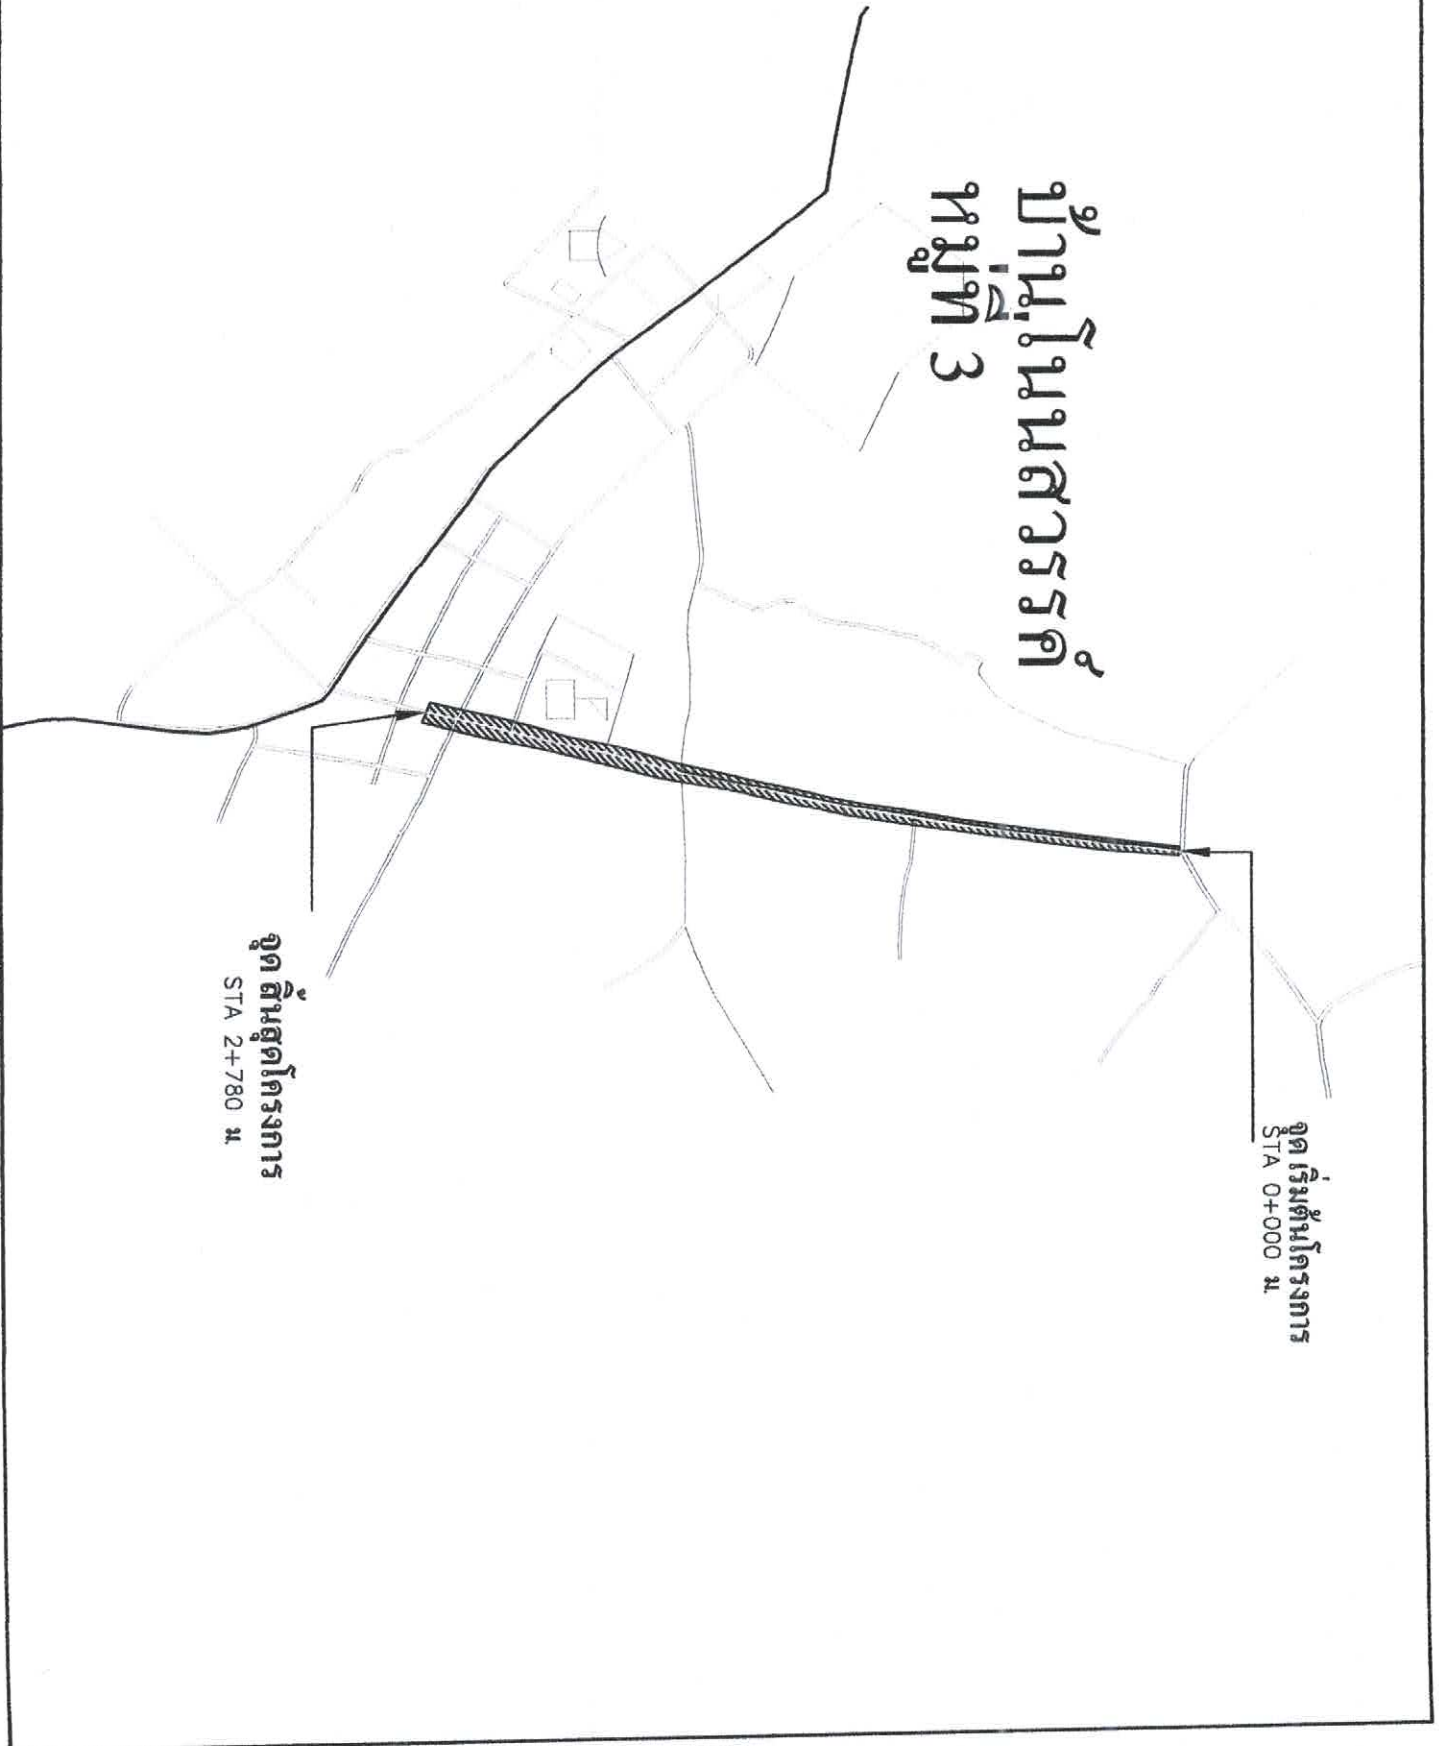 บ้านโนนสวรรค์
หมู่ที่ 3
จุดเริ่มต้นโครงการ
STA 0+000 ม.
จุดสิ้นสุดโครงการ
STA 2+780 ม.